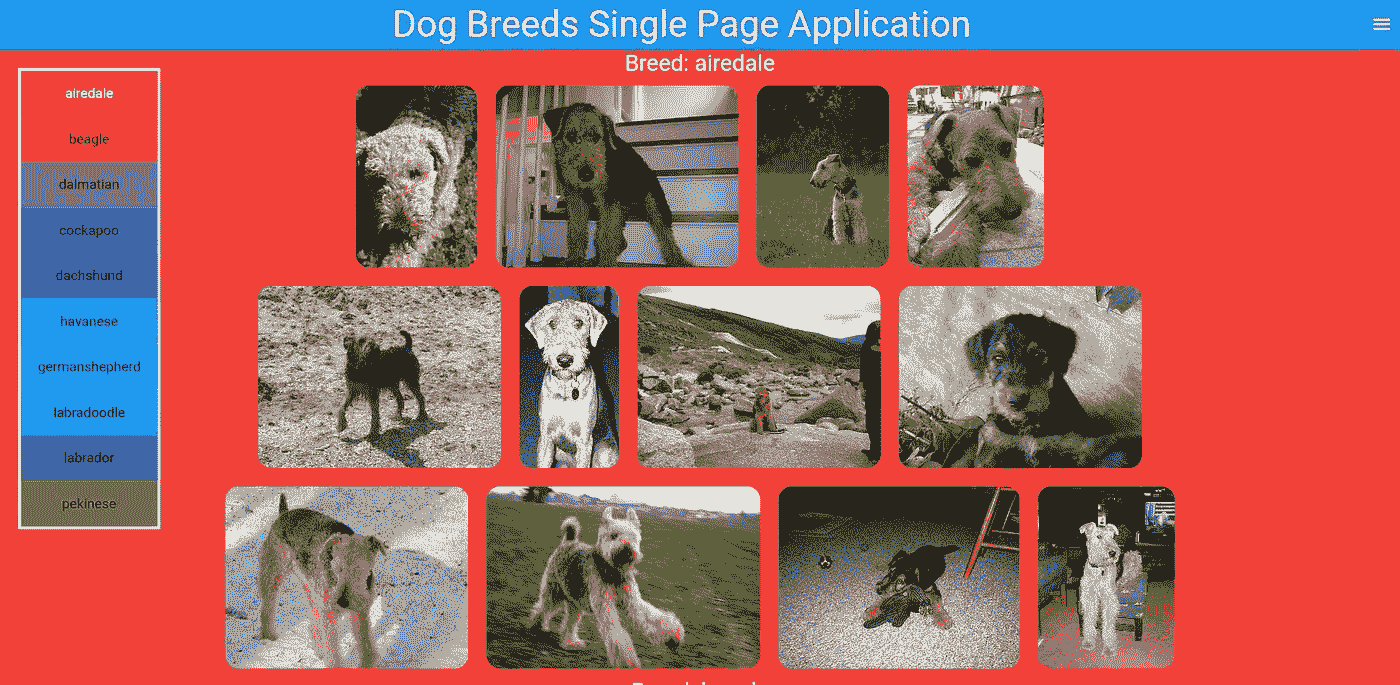 Dog Breeds Single Page Application
Breed: airedale
airedale
beagle
dalmatian
cockapoo
dachshund
havanese
germanshepherd
labradoodle
labrador
pekinese